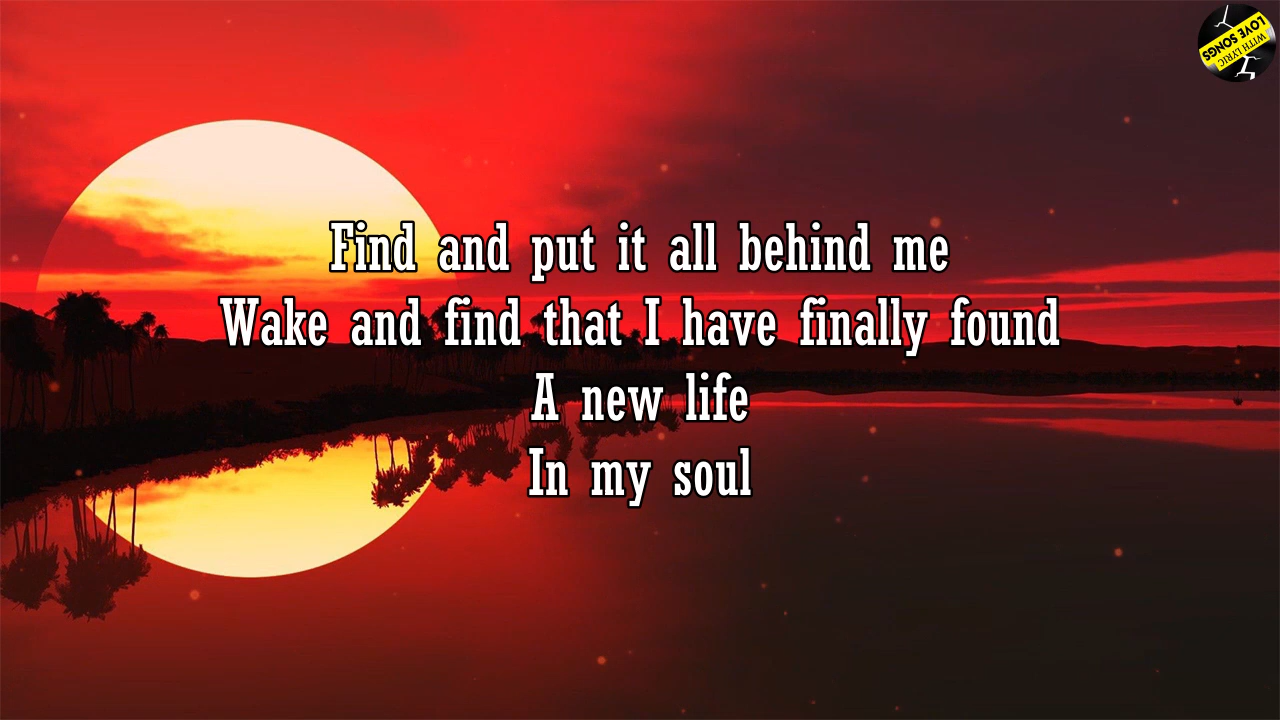 Find and put it all behind me
Wake and find that I have finally found
A new life
In my soul
WITH LYRIC
LOVE SONGS